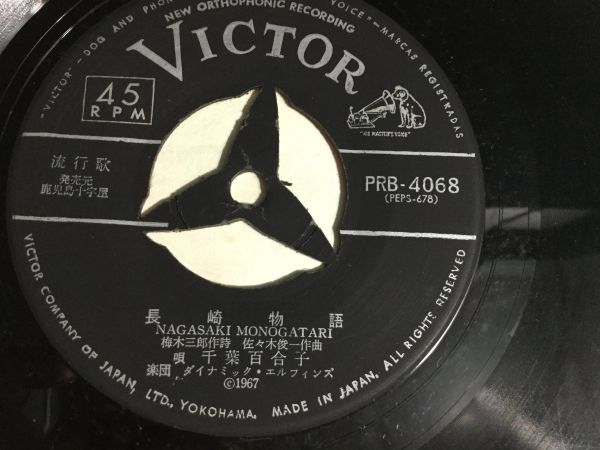 NEW ORTHOPHONIC RECORDING
"VICTOR"-DOG AND PHON
VOICE"-MARCAS REGISTRADAS
VICTOR
45
RPM
"HIS MASTER'S VOICE"
流行歌
発売元
鹿児島十字屋
PRB-4068
(PEPS-678)
長崎物語
NAGASAKI MONOGATARI
梅木三郎作詩 佐々木俊一作曲
唄 千葉百合子
楽団 ダイナミック・エルフィンズ
©1967
VICTOR COMPANY OF JAPAN, LTD., YOKOHAMA. MADE IN JAPAN. ALL RIGHTS RESERVED